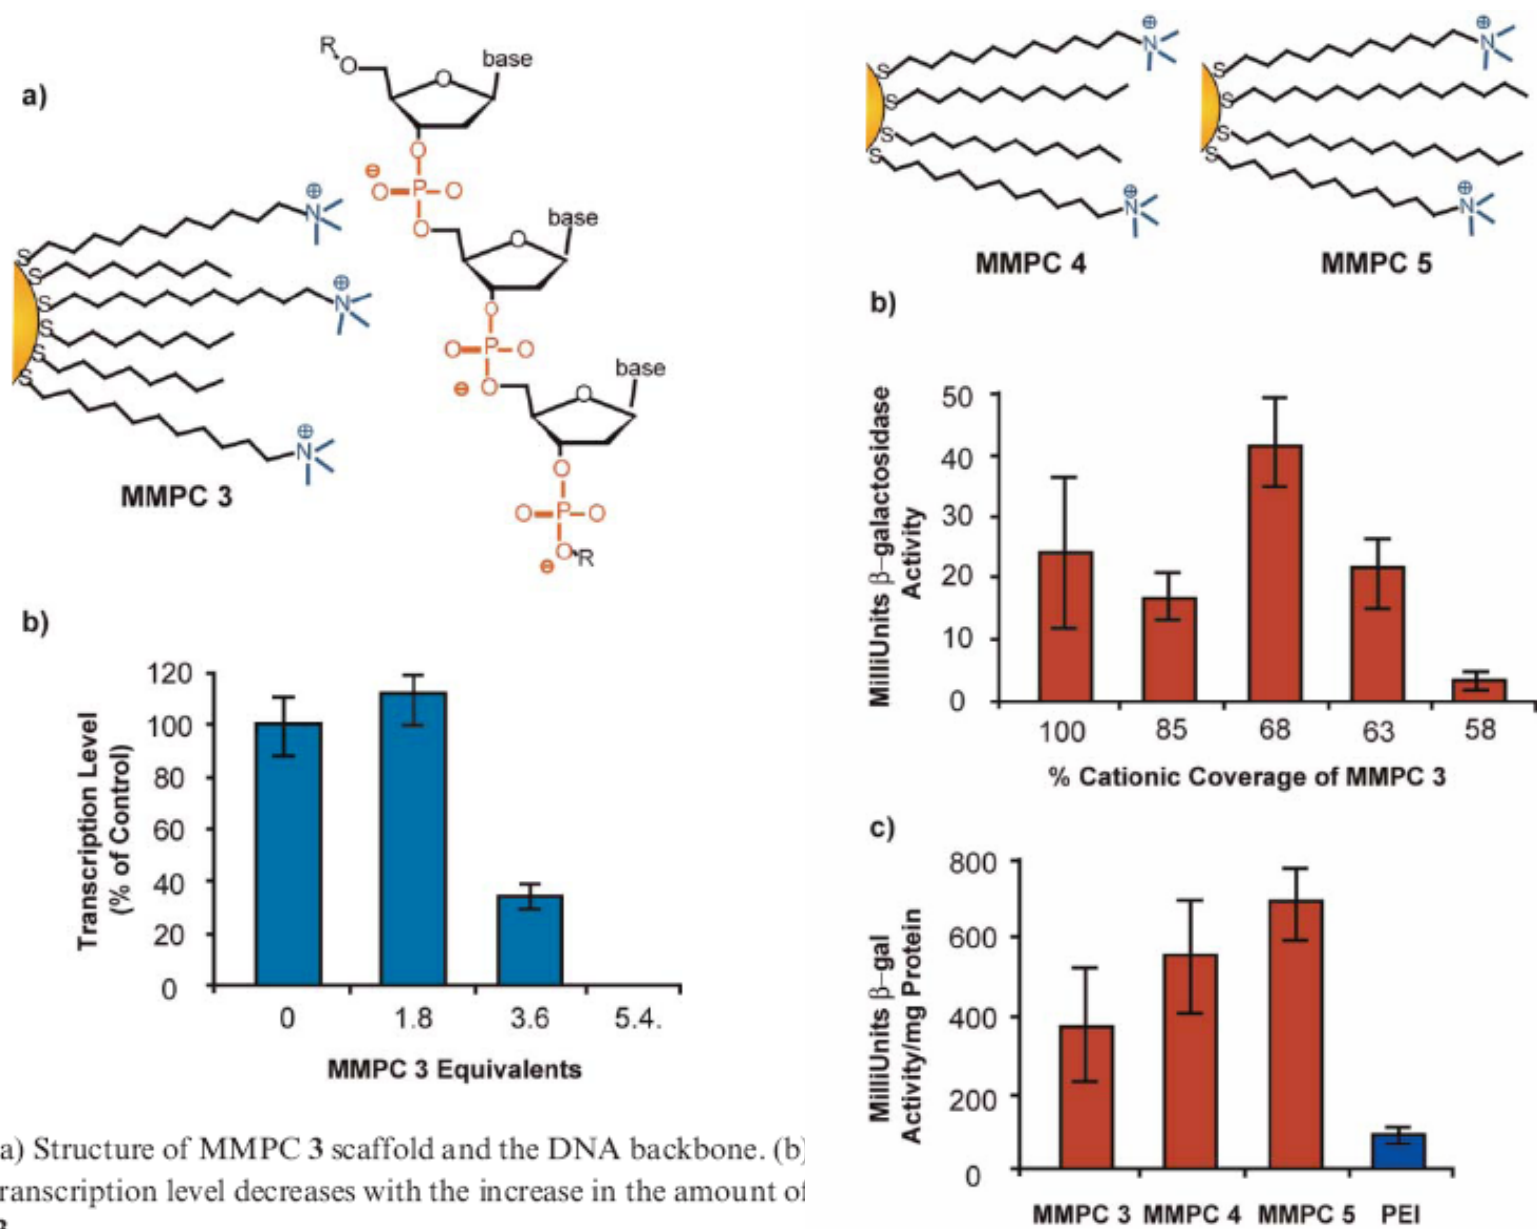 a)
R
O
O
base
O
O
P
O
O
O
base
O
O
P
O
O
O
base
O
O
P
O
O
R
S
S
S
S
S
S
N
N
N
⊕
⊕
⊕
⊖
⊖
⊖
MMPC 3
b)
120
100
80
60
40
20
0
Transcription Level
(% of Control)
0 1.8 3.6 5.4.
MMPC 3 Equivalents
a) Structure of MMPC 3 scaffold and the DNA backbone. (b)
ranscription level decreases with the increase in the amount of
S
S
S
S
N
N
⊕
⊕
MMPC 4
S
S
S
S
N
N
⊕
⊕
MMPC 5
b)
50
40
30
20
10
0
MilliUnits β–galactosidase
Activity
100 85 68 63 58
% Cationic Coverage of MMPC 3
c)
800
600
400
200
0
MilliUnits β–gal
Activity/mg Protein
MMPC 3 MMPC 4 MMPC 5 PEI